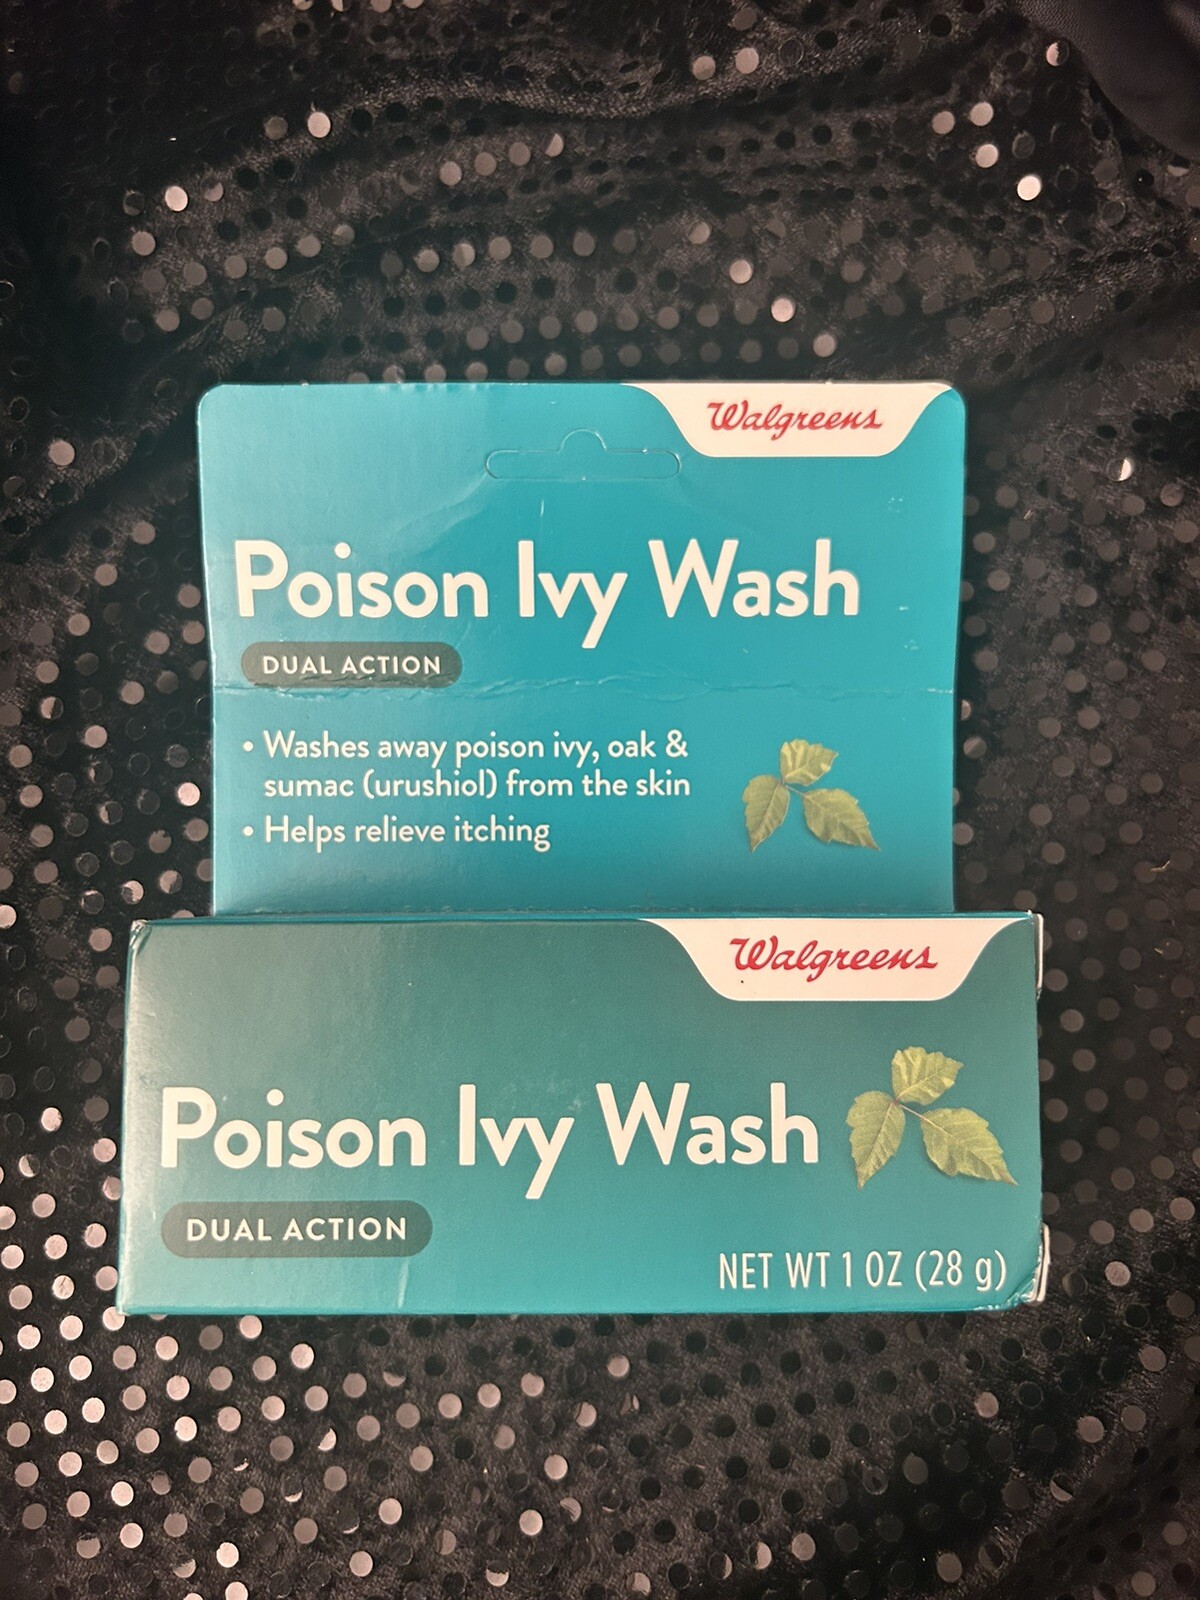 Walgreens
Poison Ivy Wash
DUAL ACTION
• Washes away poison ivy, oak &
sumac (urushiol) from the skin
• Helps relieve itching
Walgreens
Poison Ivy Wash
DUAL ACTION
NET WT 1 OZ (28 g)